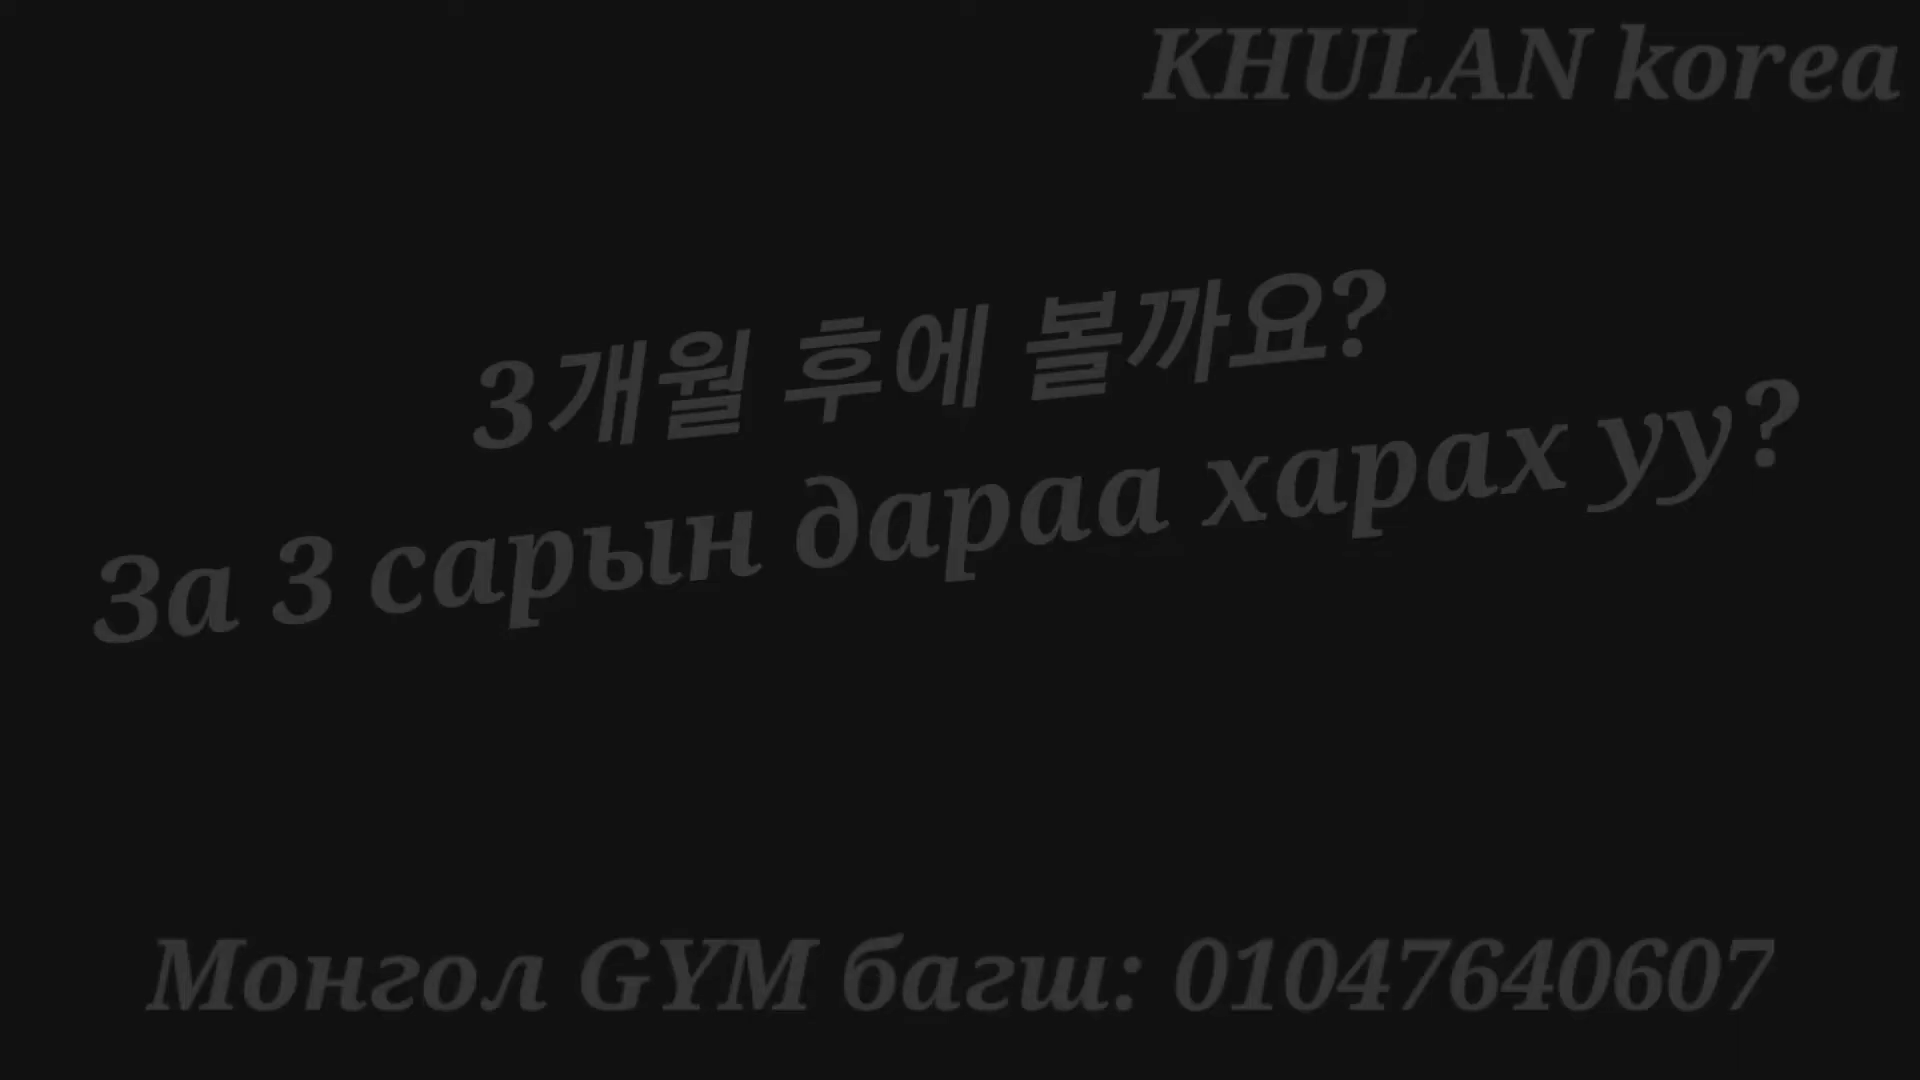 KHULAN korea
3개월 후에 볼까요?
За 3 сарын дараа харах уу?
Монгол GYM багш: 01047640607